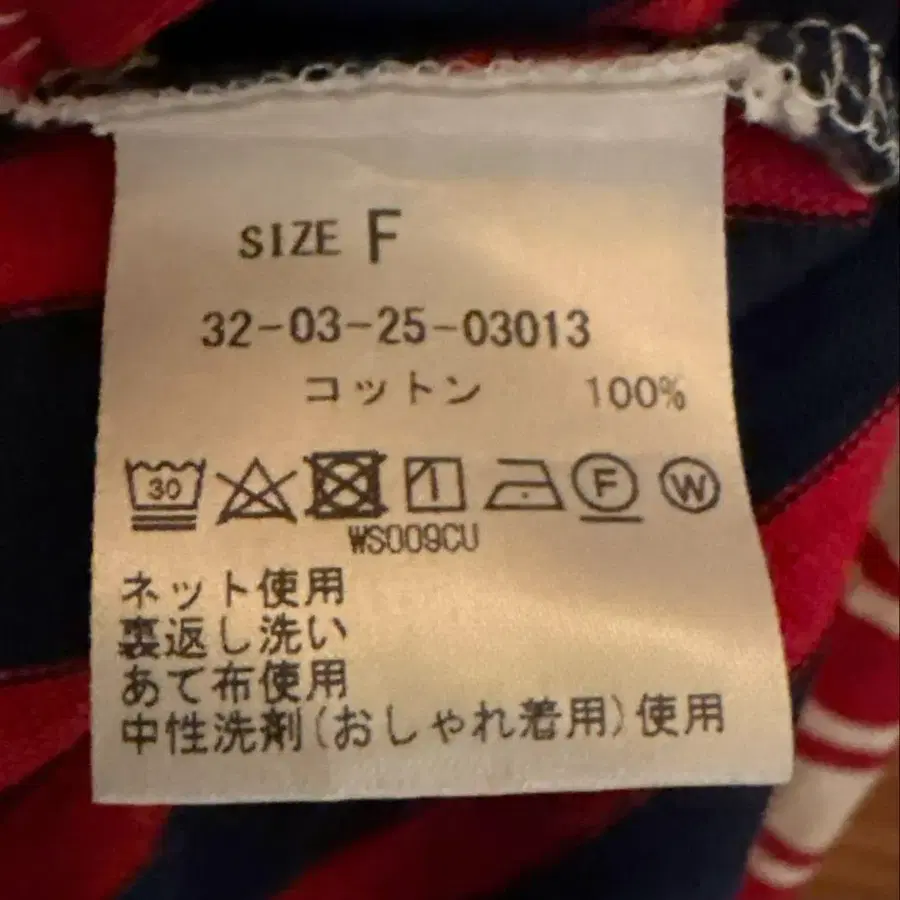 SIZE F
32-03-25-03013
コットン 100%
30 F W
WS009CU
ネット使用
裏返し洗い
あて布使用
中性洗剤(おしゃれ着用)使用